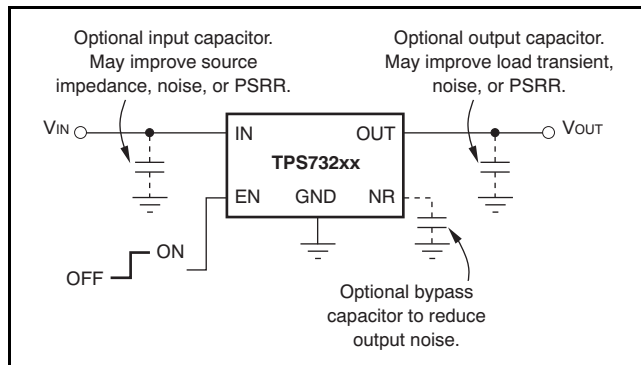 Optional input capacitor.
May improve source
impedance, noise, or PSRR.
Optional output capacitor.
May improve load transient,
noise, or PSRR.
VIN
IN
OUT
VOUT
TPS732xx
EN
GND
NR
ON
OFF
Optional bypass
capacitor to reduce
output noise.